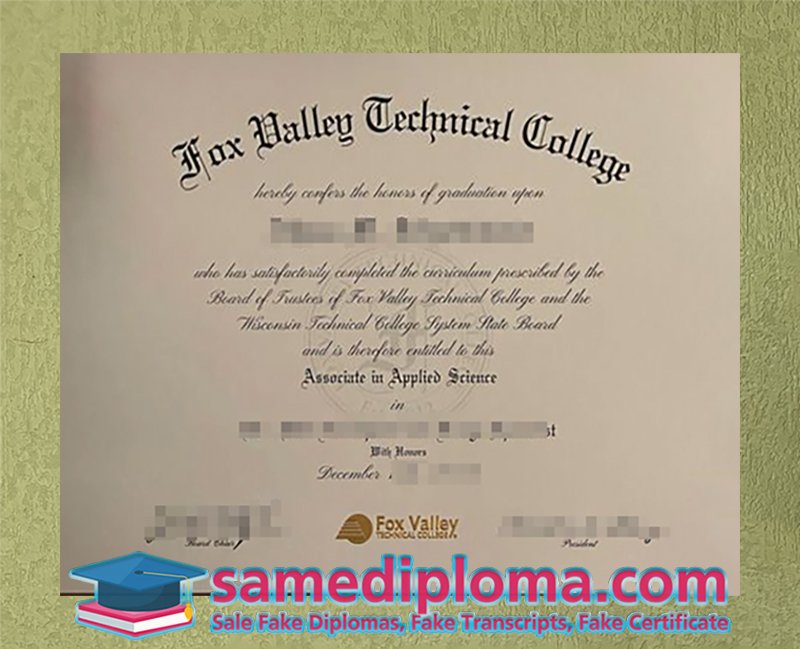 Fox Valley Technical College
hereby confers the honors of graduation upon
who has satisfactorily completed the curriculum prescribed by the
Board of Trustees of Fox Valley Technical College and the
Wisconsin Technical College System State Board
and is therefore entitled to this
Associate in Applied Science
in
With Honors
December
Board Chair
Fox Valley
TECHNICAL COLLEGE
President
samediploma.com
Sale Fake Diplomas, Fake Transcripts, Fake Certificate